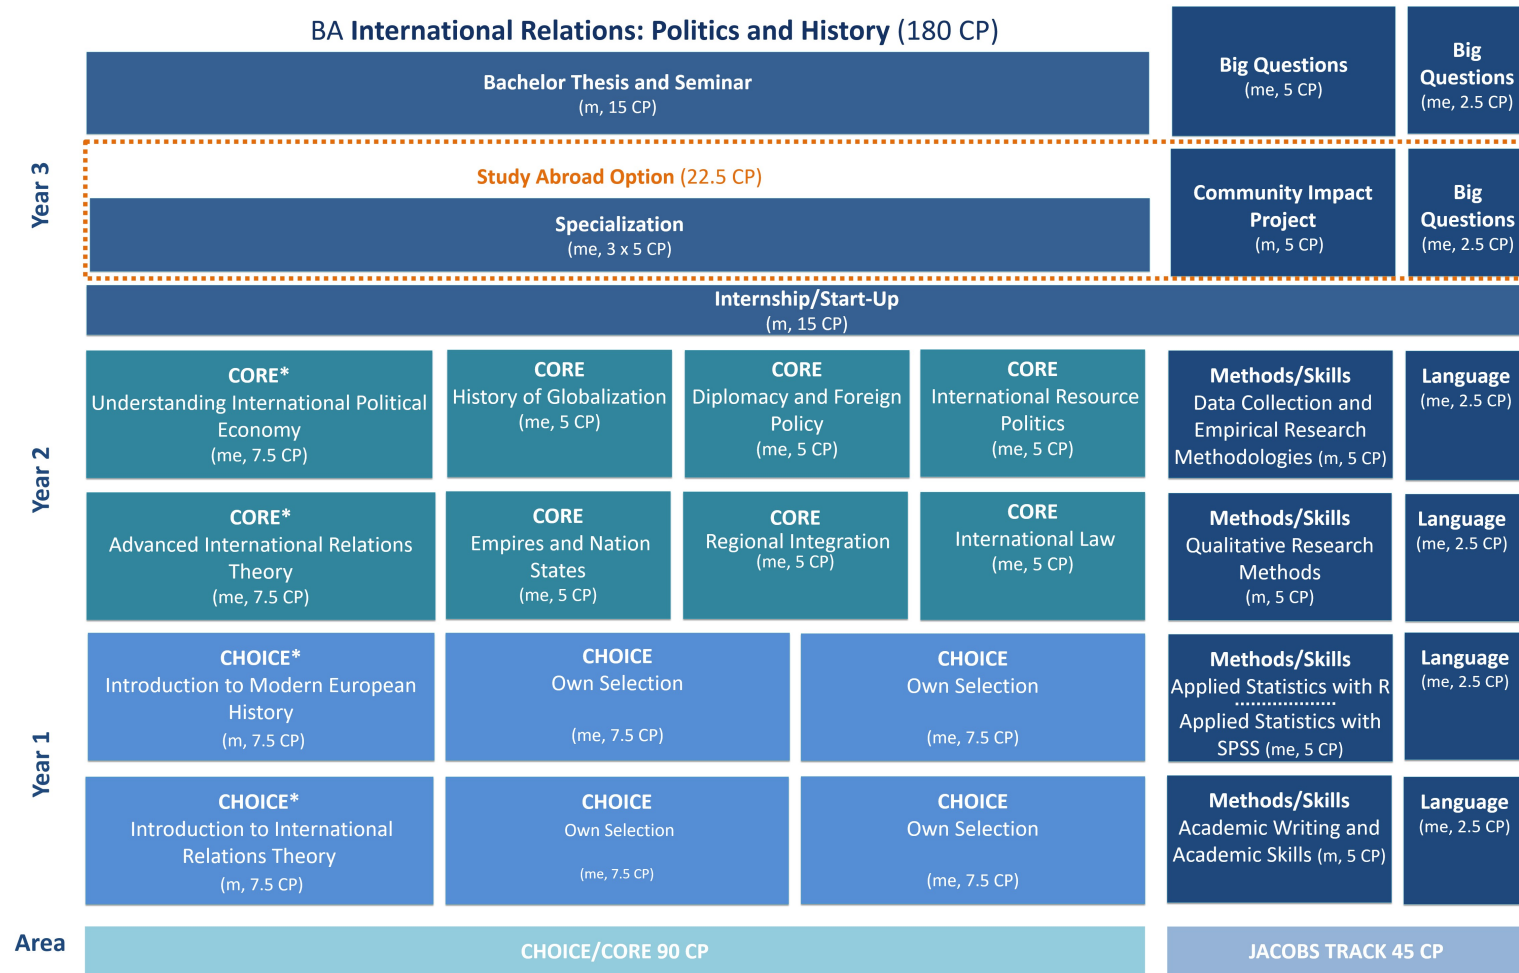 BA International Relations: Politics and History (180 CP)
Bachelor Thesis and Seminar
(m, 15 CP)
Big Questions
(me, 5 CP)
Big
Questions
(me, 2.5 CP)
Year 3
Study Abroad Option (22.5 CP)
Specialization
(me, 3 x 5 CP)
Community Impact
Project
(m, 5 CP)
Big
Questions
(me, 2.5 CP)
Internship/Start-Up
(m, 15 CP)
Year 2
CORE*
Understanding International Political
Economy
(me, 7.5 CP)
CORE
History of Globalization
(me, 5 CP)
CORE
Diplomacy and Foreign
Policy
(me, 5 CP)
CORE
International Resource
Politics
(me, 5 CP)
Methods/Skills
Data Collection and
Empirical Research
Methodologies (m, 5 CP)
Language
(me, 2.5 CP)
CORE*
Advanced International Relations
Theory
(me, 7.5 CP)
CORE
Empires and Nation
States
(me, 5 CP)
CORE
Regional Integration
(me, 5 CP)
CORE
International Law
(me, 5 CP)
Methods/Skills
Qualitative Research
Methods
(m, 5 CP)
Language
(me, 2.5 CP)
Year 1
CHOICE*
Introduction to Modern European
History
(m, 7.5 CP)
CHOICE
Own Selection
(me, 7.5 CP)
CHOICE
Own Selection
(me, 7.5 CP)
Methods/Skills
Applied Statistics with R
Applied Statistics with
SPSS (me, 5 CP)
Language
(me, 2.5 CP)
CHOICE*
Introduction to International
Relations Theory
(m, 7.5 CP)
CHOICE
Own Selection
(me, 7.5 CP)
CHOICE
Own Selection
(me, 7.5 CP)
Methods/Skills
Academic Writing and
Academic Skills (m, 5 CP)
Language
(me, 2.5 CP)
Area
CHOICE/CORE 90 CP
JACOBS TRACK 45 CP